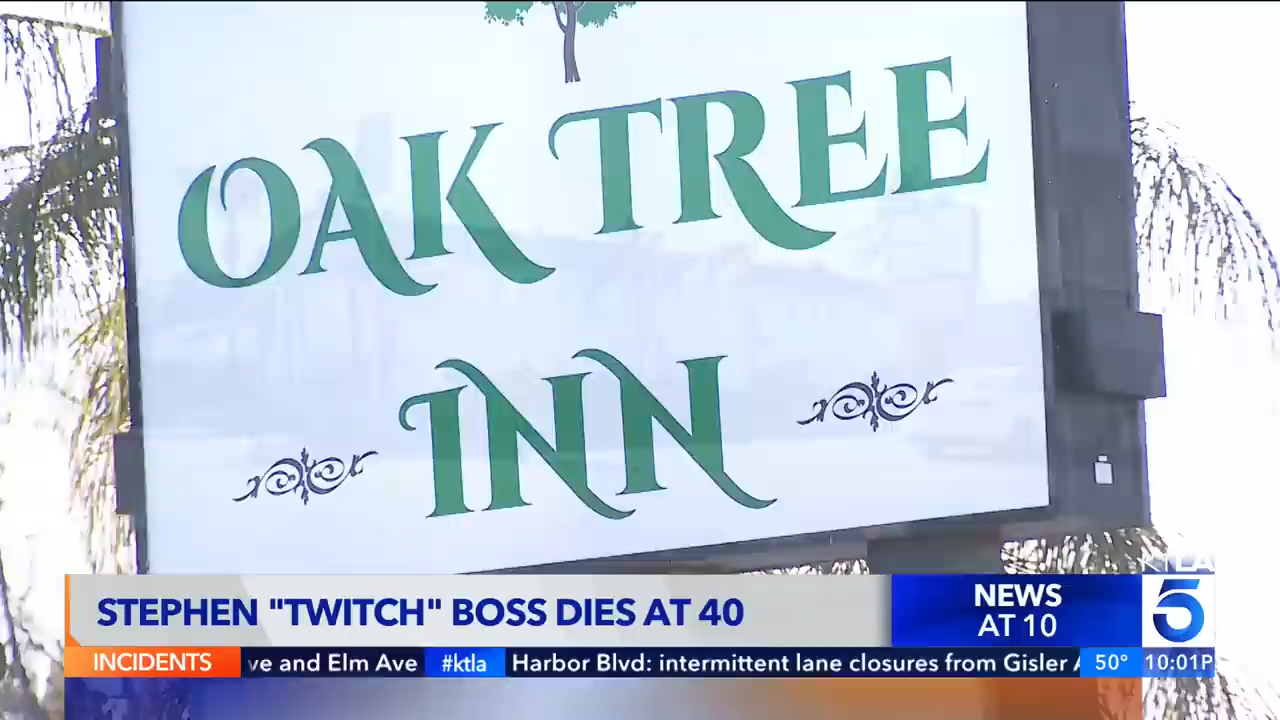 OAK TREE
INN
KTLA
STEPHEN "TWITCH" BOSS DIES AT 40
NEWS
AT 10
5
INCIDENTS
ve and Elm Ave
#ktla
Harbor Blvd: intermittent lane closures from Gisler
50°
10:01P